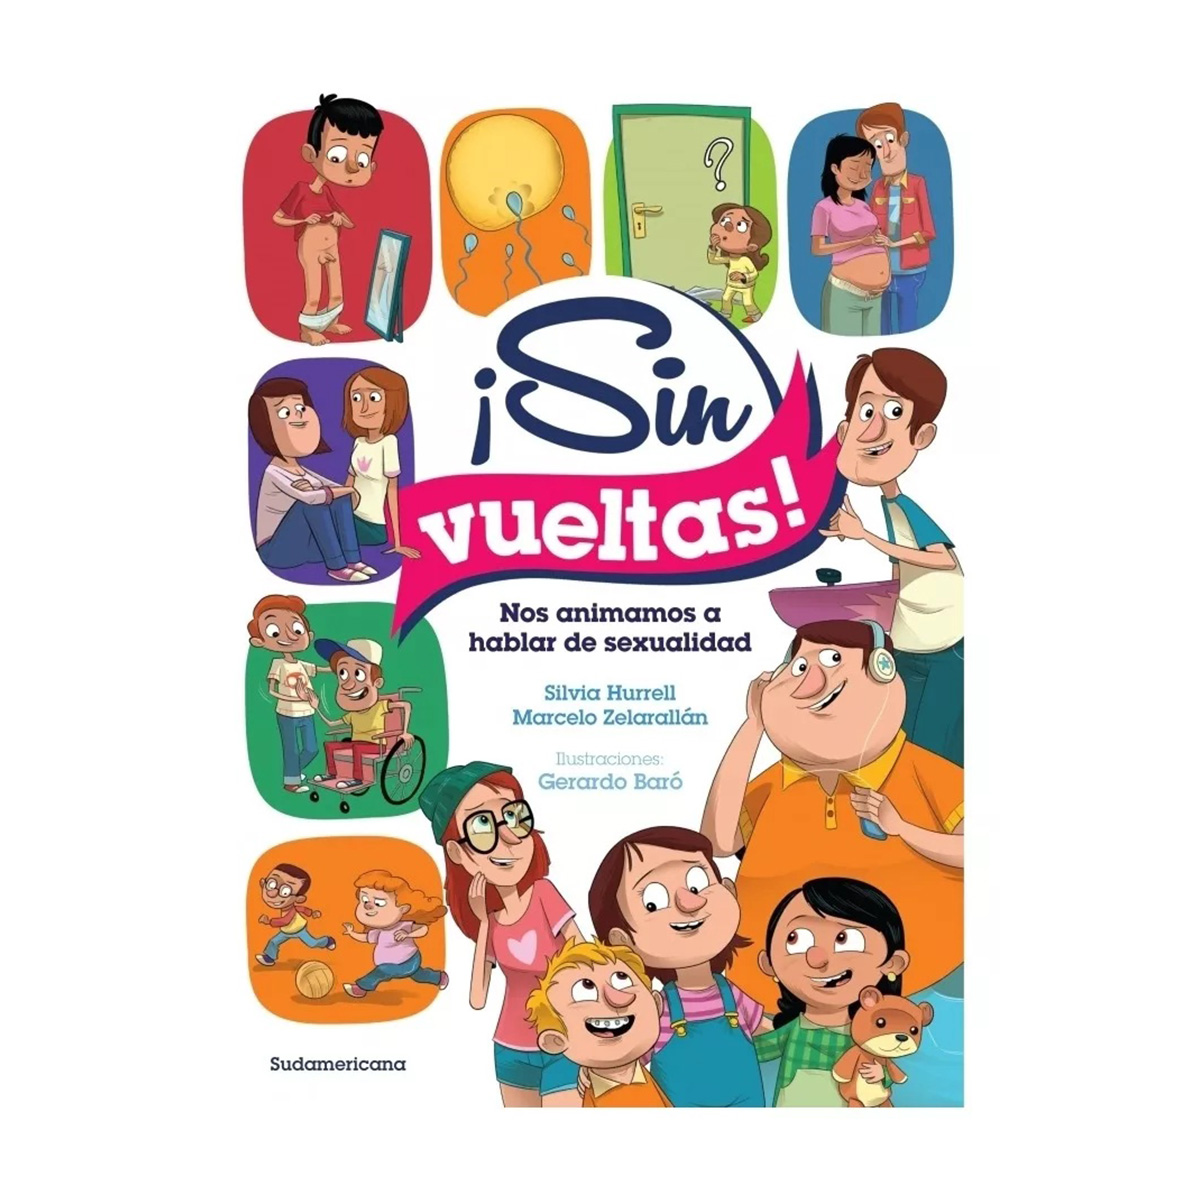 ?
¡Sin
vueltas!
Nos animamos a
hablar de sexualidad
Silvia Hurrell
Marcelo Zelarallán
Ilustraciones:
Gerardo Baró
Sudamericana